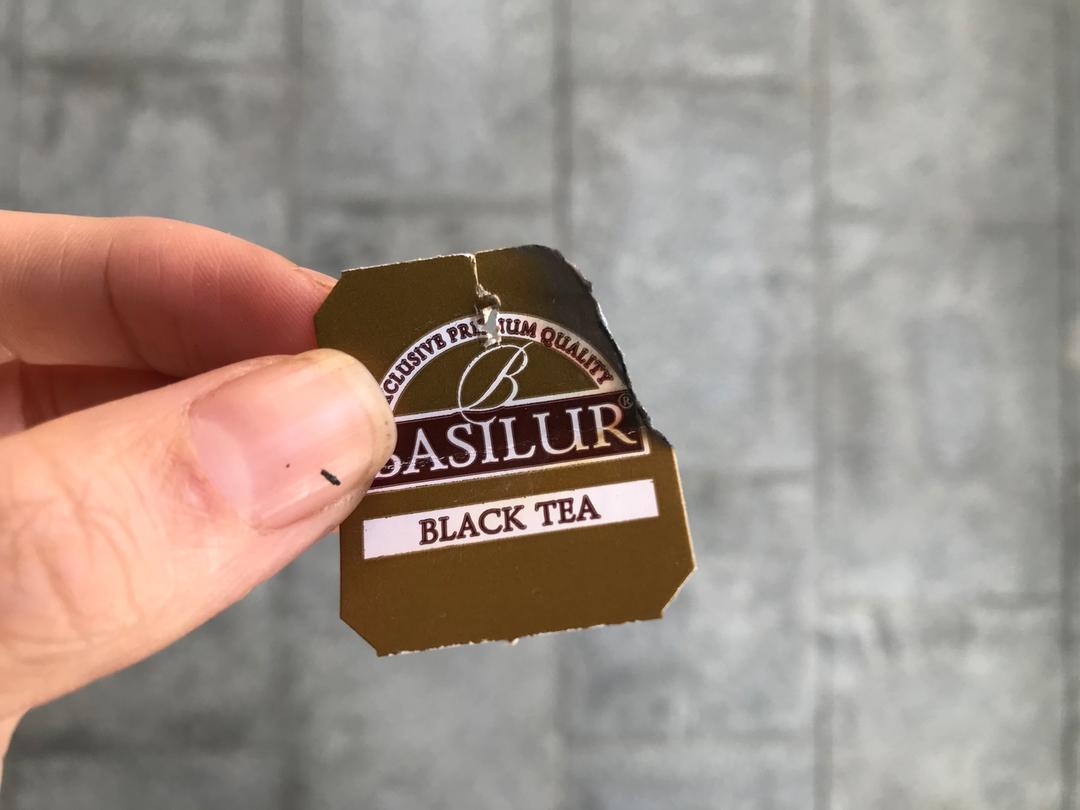 EXCLUSIVE PREMIUM QUALITY
B
BASILUR®
BLACK TEA